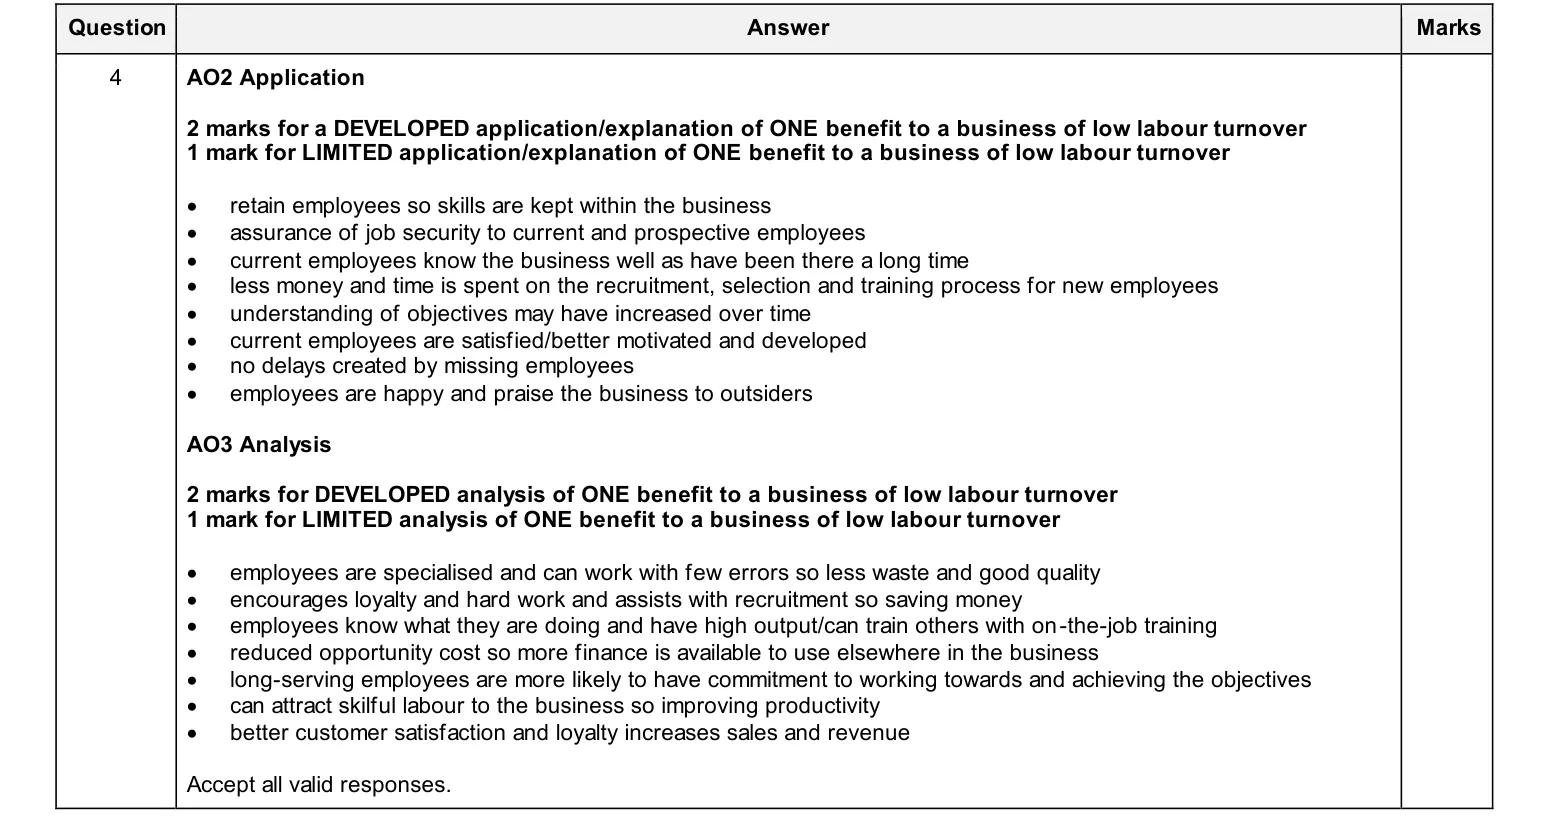 Question Answer Marks
4 AO2 Application
2 marks for a DEVELOPED application/explanation of ONE benefit to a business of low labour turnover
1 mark for LIMITED application/explanation of ONE benefit to a business of low labour turnover
• retain employees so skills are kept within the business
• assurance of job security to current and prospective employees
• current employees know the business well as have been there a long time
• less money and time is spent on the recruitment, selection and training process for new employees
• understanding of objectives may have increased over time
• current employees are satisfied/better motivated and developed
• no delays created by missing employees
• employees are happy and praise the business to outsiders
AO3 Analysis
2 marks for DEVELOPED analysis of ONE benefit to a business of low labour turnover
1 mark for LIMITED analysis of ONE benefit to a business of low labour turnover
• employees are specialised and can work with few errors so less waste and good quality
• encourages loyalty and hard work and assists with recruitment so saving money
• employees know what they are doing and have high output/can train others with on-the-job training
• reduced opportunity cost so more finance is available to use elsewhere in the business
• long-serving employees are more likely to have commitment to working towards and achieving the objectives
• can attract skilful labour to the business so improving productivity
• better customer satisfaction and loyalty increases sales and revenue
Accept all valid responses.